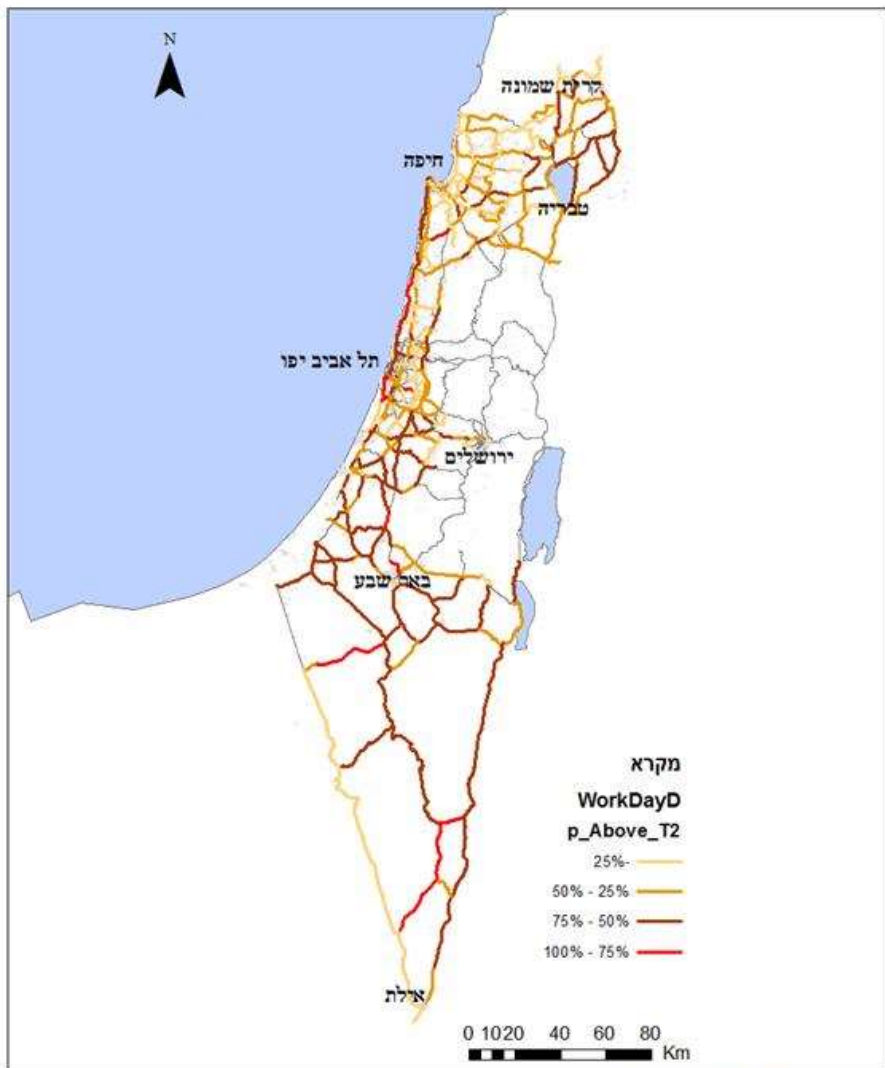 N
קרית שמונה
חיפה
טבריה
תל אביב יפו
ירושלים
באר שבע
אילת
מקרא
WorkDayD
p_Above_T2
25%-
50% - 25%
75% - 50%
100% - 75%
0 10 20 40 60 80
Km